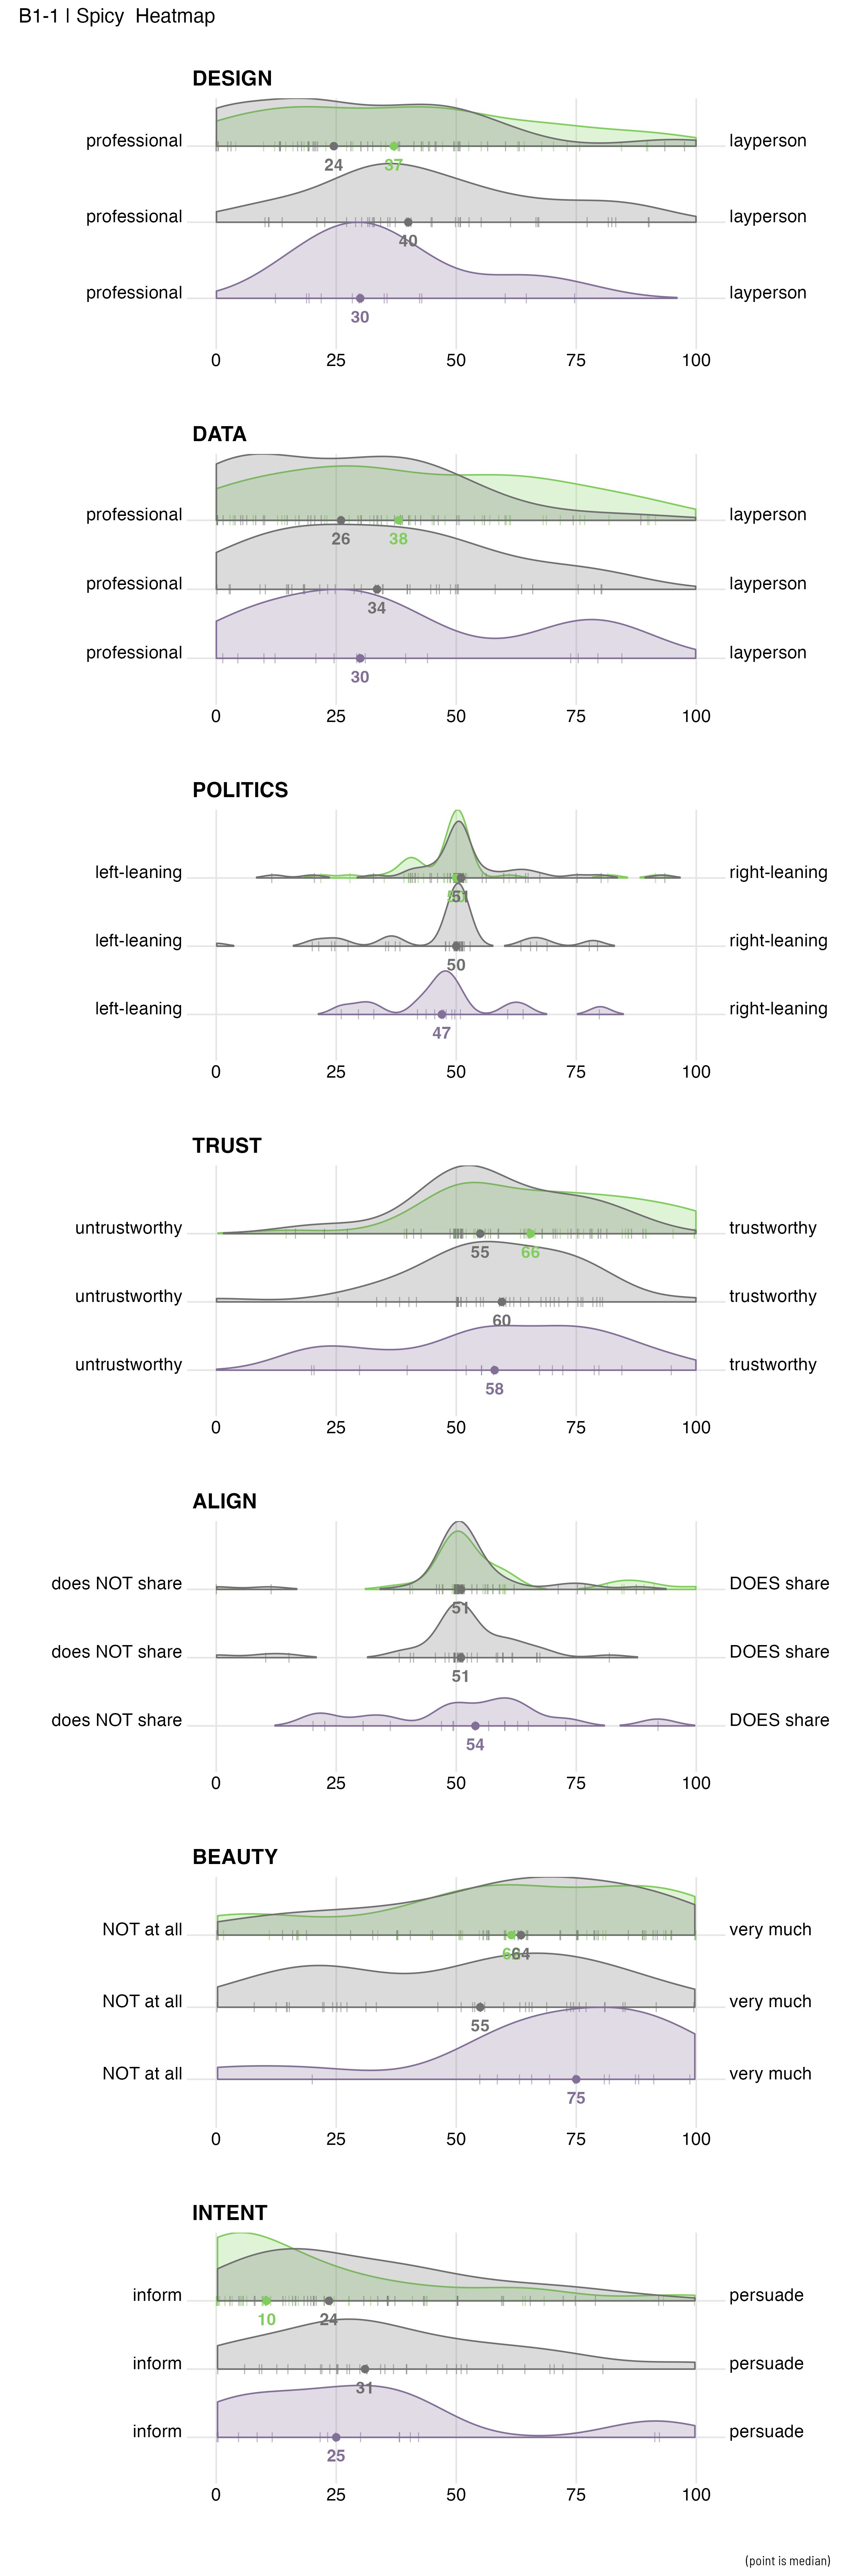 B1-1 | Spicy Heatmap
DESIGN
professional layperson
24 37
professional layperson
40
professional layperson
30
0 25 50 75 100
DATA
professional layperson
26 38
professional layperson
34
professional layperson
30
0 25 50 75 100
POLITICS
left-leaning right-leaning
51
left-leaning right-leaning
50
left-leaning right-leaning
47
0 25 50 75 100
TRUST
untrustworthy trustworthy
55 66
untrustworthy trustworthy
60
untrustworthy trustworthy
58
0 25 50 75 100
ALIGN
does NOT share DOES share
51
does NOT share DOES share
51
does NOT share DOES share
54
0 25 50 75 100
BEAUTY
NOT at all very much
64
NOT at all very much
55
NOT at all very much
75
0 25 50 75 100
INTENT
inform persuade
10 24
inform persuade
31
inform persuade
25
0 25 50 75 100
(point is median)